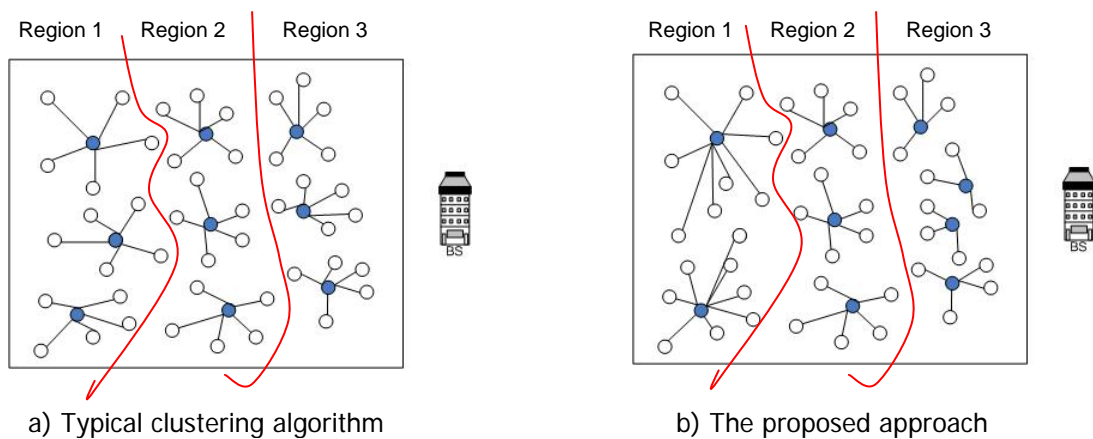 Region 1 Region 2 Region 3
Region 1 Region 2 Region 3
BS
BS
a) Typical clustering algorithm
b) The proposed approach